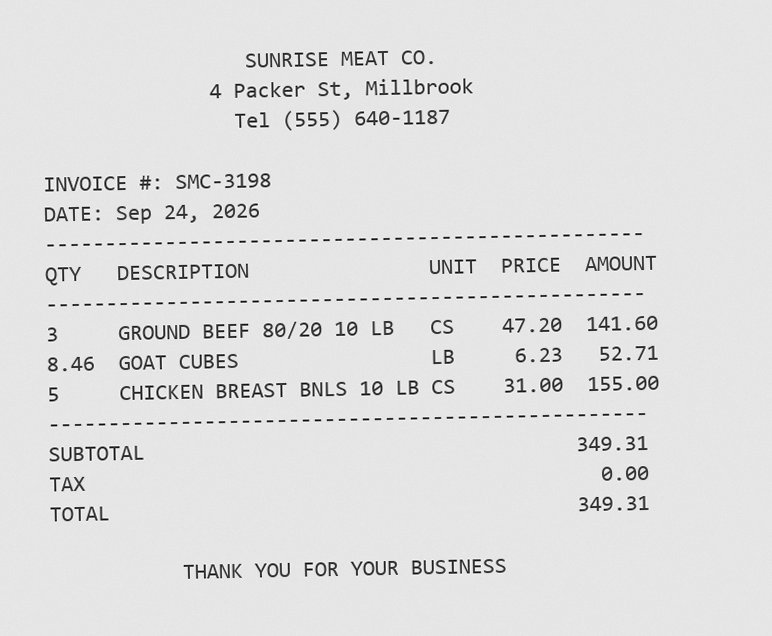 SUNRISE MEAT CO.
4 Packer St, Millbrook
Tel (555) 640-1187
INVOICE #: SMC-3198
DATE: Sep 24, 2026
--------------------------------------------------
QTY   DESCRIPTION               UNIT  PRICE  AMOUNT
--------------------------------------------------
3     GROUND BEEF 80/20 10 LB   CS    47.20  141.60
8.46  GOAT CUBES                LB     6.23   52.71
5     CHICKEN BREAST BNLS 10 LB CS    31.00  155.00
--------------------------------------------------
SUBTOTAL                                    349.31
TAX                                           0.00
TOTAL                                       349.31
THANK YOU FOR YOUR BUSINESS